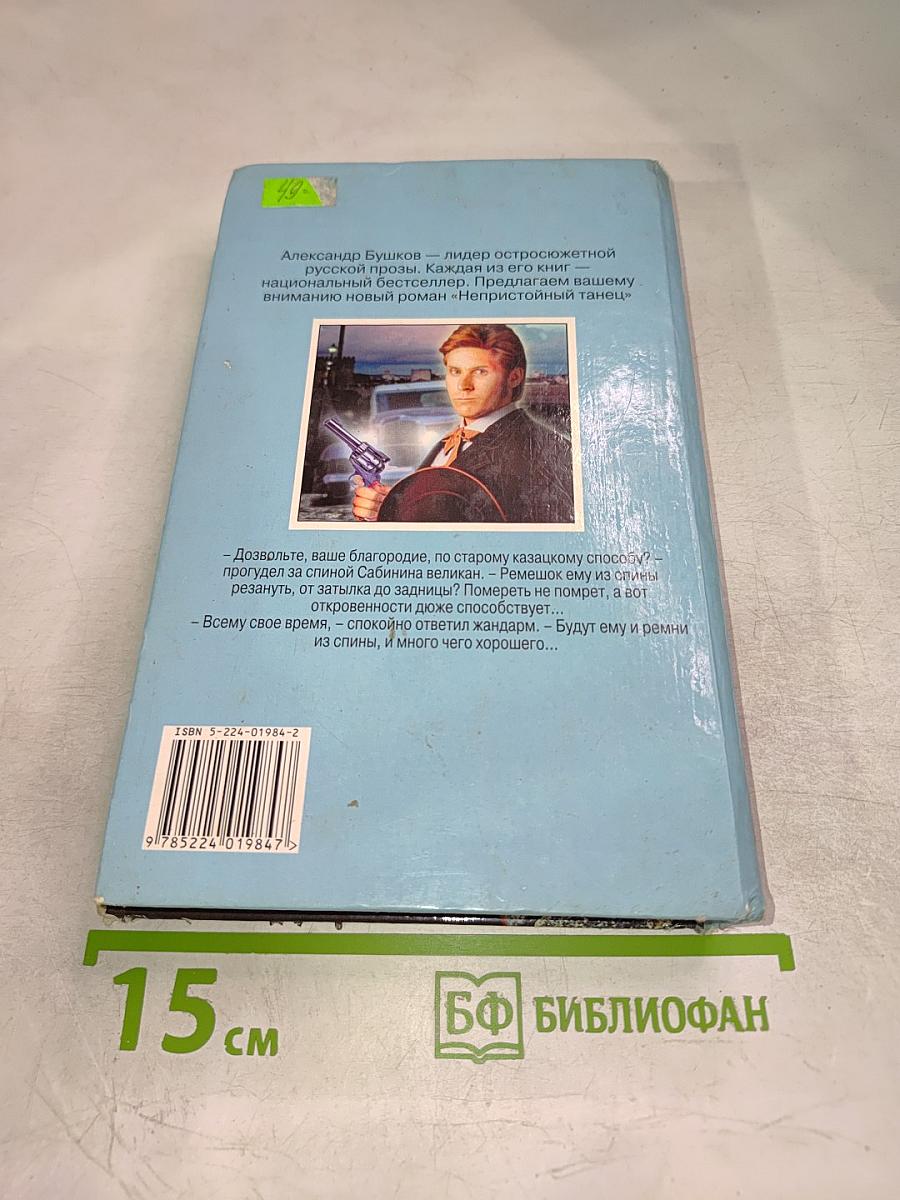 49-
Александр Бушков — лидер остросюжетной
русской прозы. Каждая из его книг —
национальный бестселлер. Предлагаем вашему
вниманию новый роман «Непристойный танец»
– Дозвольте, ваше благородие, по старому казацкому способу? –
прогудел за спиной Сабинина великан. – Ремешок ему из спины
резануть, от затылка до задницы? Помереть не помрет, а вот
откровенности дюже способствует...
– Всему свое время, – спокойно ответил жандарм. – Будут ему и ремни
из спины, и много чего хорошего...
ISBN 5-224-01984-2
9 785224 019847 >
15 см
БФ БИБЛИОФАН